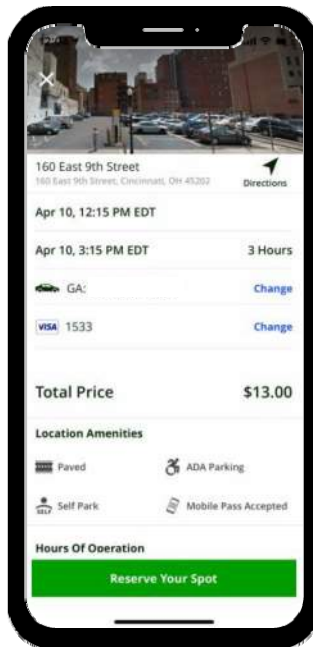 160 East 9th Street
160 East 9th Street, Cincinnati, OH 45202
Directions
Apr 10, 12:15 PM EDT
Apr 10, 3:15 PM EDT 3 Hours
GA: Change
VISA 1533 Change
Total Price $13.00
Location Amenities
Paved ADA Parking
SELF Self Park Mobile Pass Accepted
Hours Of Operation
Reserve Your Spot